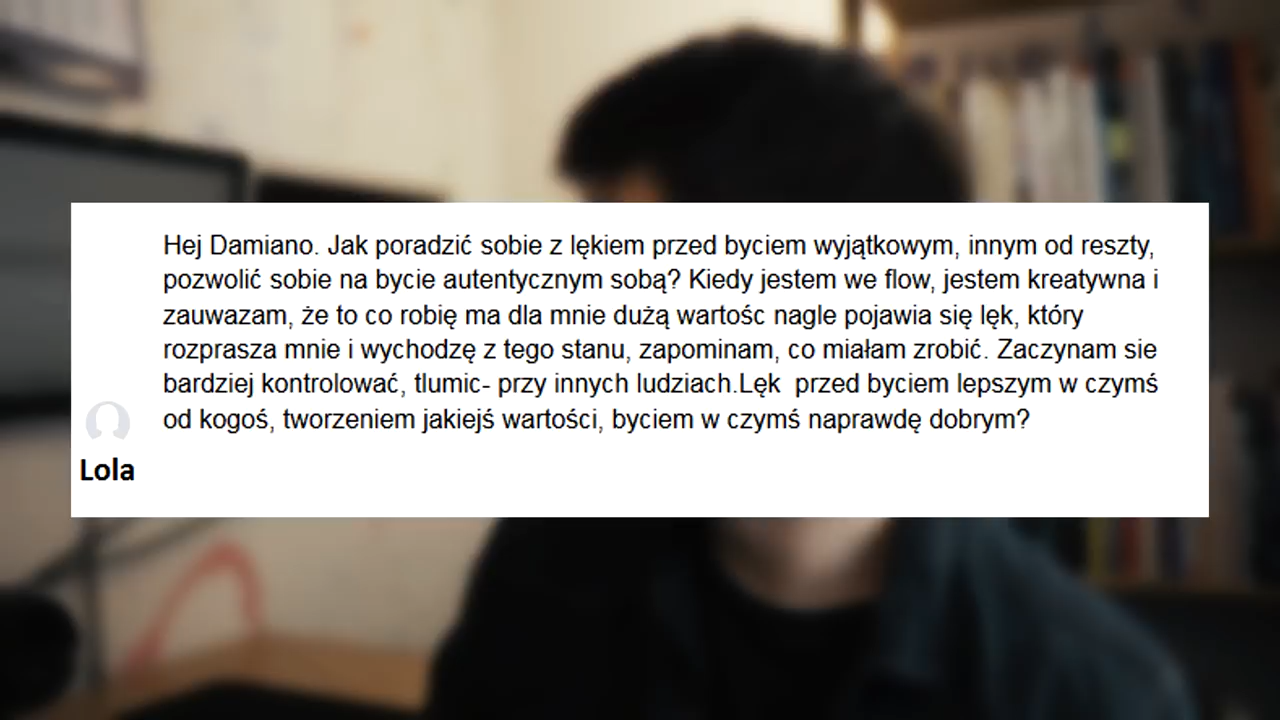 Hej Damiano. Jak poradzić sobie z lękiem przed byciem wyjątkowym, innym od reszty,
pozwolić sobie na bycie autentycznym sobą? Kiedy jestem we flow, jestem kreatywna i
zauwazam, że to co robię ma dla mnie dużą wartośc nagle pojawia się lęk, który
rozprasza mnie i wychodzę z tego stanu, zapominam, co miałam zrobić. Zaczynam sie
bardziej kontrolować, tlumic- przy innych ludziach.Lęk  przed byciem lepszym w czymś
od kogoś, tworzeniem jakiejś wartości, byciem w czymś naprawdę dobrym?
Lola